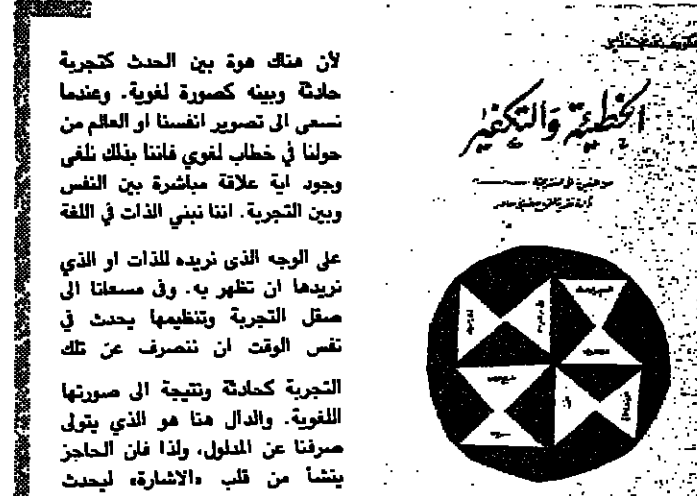 لأن هناك هوة بين الحدث كتجربة
حادثة وبينه كصورة لغوية. وعندما
نسعى الى تصوير انفسنا او العالم من
حولنا في خطاب لغوي فاننا بذلك نلغى
وجود اية علاقة مباشرة بين النفس
وبين التجربة. اننا نبني الذات في اللغة
على الوجه الذى نريده للذات او الذي
نريدها ان تظهر به. وفى مسعانا الى
صقل التجربة وتنظيمها يحدث في
نفس الوقت ان ننصرف عن تلك
التجربة كحادثة ونتيجة الى صورتها
اللغوية. والدال هنا هو الذي يتولى
صرفنا عن المدلول، ولذا فان الحاجز
ينشأ من قلب «الاشارة» ليحدث
الخطيئة والتكفير